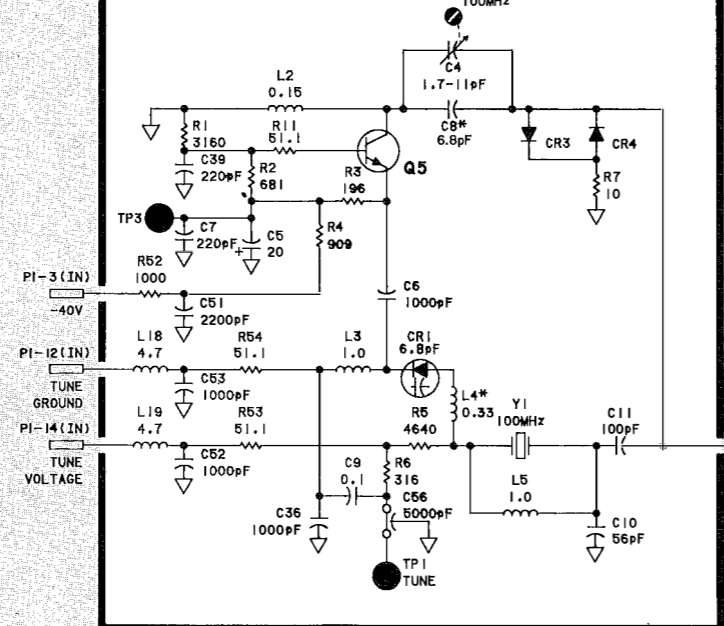 100MHz
C4
1.7-11pF
L2
0.15
R1
3160
R11
51.1
C8*
6.8pF
CR3
CR4
C39
220pF
R2
681
R3
196
Q5
R7
10
TP3
C7
220pF
+
C5
20
R4
909
P1-3(IN)
-40V
R52
1000
C51
2200pF
C6
1000pF
P1-12(IN)
TUNE
GROUND
L18
4.7
R54
51.1
L3
1.0
CR1
6.8pF
C53
1000pF
L4*
0.33
P1-14(IN)
TUNE
VOLTAGE
L19
4.7
R53
51.1
R5
4640
Y1
100MHz
C11
100pF
C52
1000pF
C9
0.1
R6
316
L5
1.0
C36
1000pF
C56
5000pF
C10
56pF
TP1
TUNE